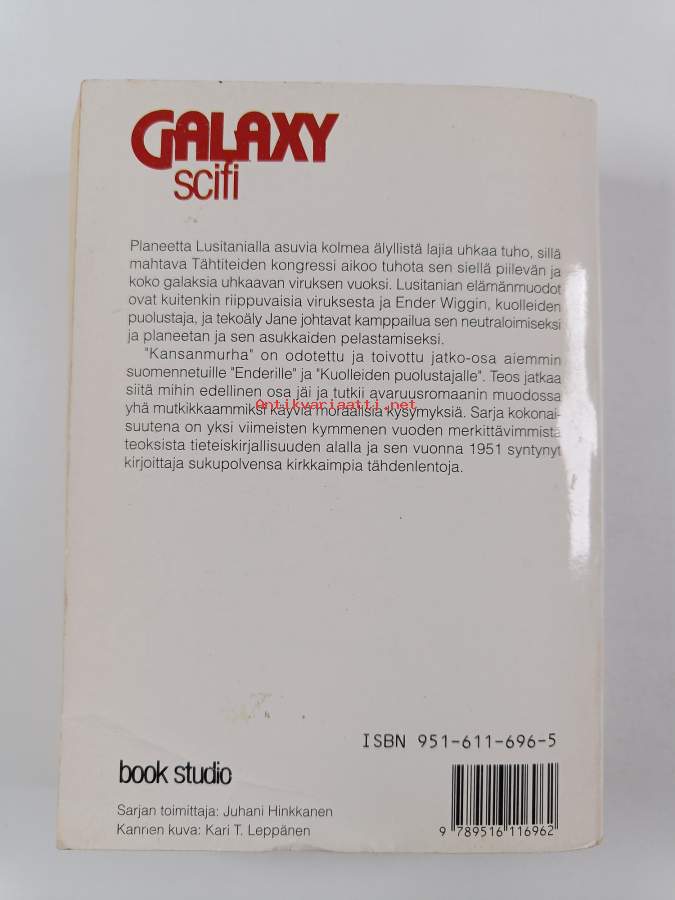 GALAXY
scifi
Planeetta Lusitanialla asuvia kolmea älyllistä lajia uhkaa tuho, sillä
mahtava Tähtiteiden kongressi aikoo tuhota sen siellä piilevän ja
koko galaksia uhkaavan viruksen vuoksi. Lusitanian elämänmuodot
ovat kuitenkin riippuvaisia viruksesta ja Ender Wiggin, kuolleiden
puolustaja, ja tekoäly Jane johtavat kamppailua sen neutraloimiseksi
ja planeetan ja sen asukkaiden pelastamiseksi.
"Kansanmurha" on odotettu ja toivottu jatko-osa aiemmin
suomennetuille "Enderille" ja "Kuolleiden puolustajalle". Teos jatkaa
siitä mihin edellinen osa jäi ja tutkii avaruusromaanin muodossa
yhä mutkikkaammiksi käyviä moraalisia kysymyksiä. Sarja kokonai-
suutena on yksi viimeisten kymmenen vuoden merkittävimmistä
teoksista tieteiskirjallisuuden alalla ja sen vuonna 1951 syntynyt
kirjoittaja sukupolvensa kirkkaimpia tähdenlentoja.
Antikvariaatti.net
ISBN 951-611-696-5
book studio
Sarjan toimittaja: Juhani Hinkkanen
Kannen kuva: Kari T. Leppänen
9 789516 116962